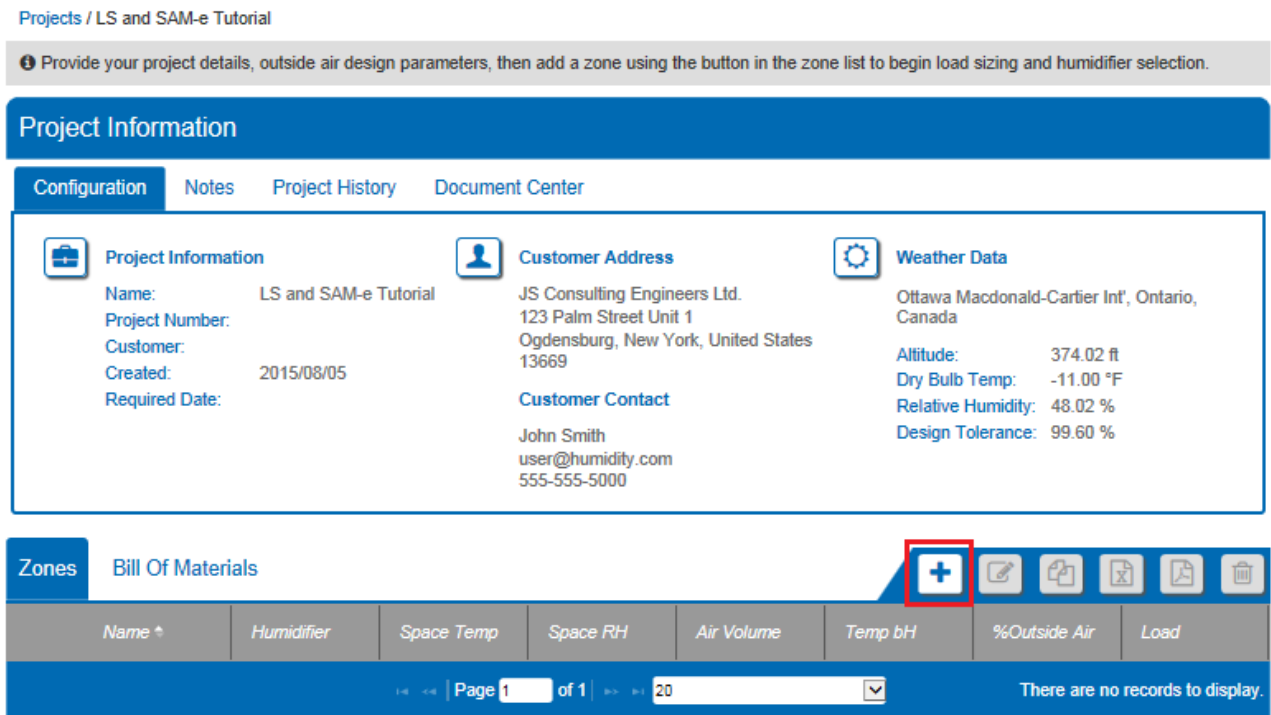 Projects / LS and SAM-e Tutorial
Provide your project details, outside air design parameters, then add a zone using the button in the zone list to begin load sizing and humidifier selection.
Project Information
Configuration Notes Project History Document Center
Project Information
Name: LS and SAM-e Tutorial
Project Number:
Customer:
Created: 2015/08/05
Required Date:
Customer Address
JS Consulting Engineers Ltd.
123 Palm Street Unit 1
Ogdensburg, New York, United States
13669
Customer Contact
John Smith
user@humidity.com
555-555-5000
Weather Data
Ottawa Macdonald-Cartier Int', Ontario,
Canada
Altitude: 374.02 ft
Dry Bulb Temp: -11.00 °F
Relative Humidity: 48.02 %
Design Tolerance: 99.60 %
Zones Bill Of Materials
Name Humidifier Space Temp Space RH Air Volume Temp bH %Outside Air Load
Page 1 of 1 20 There are no records to display.